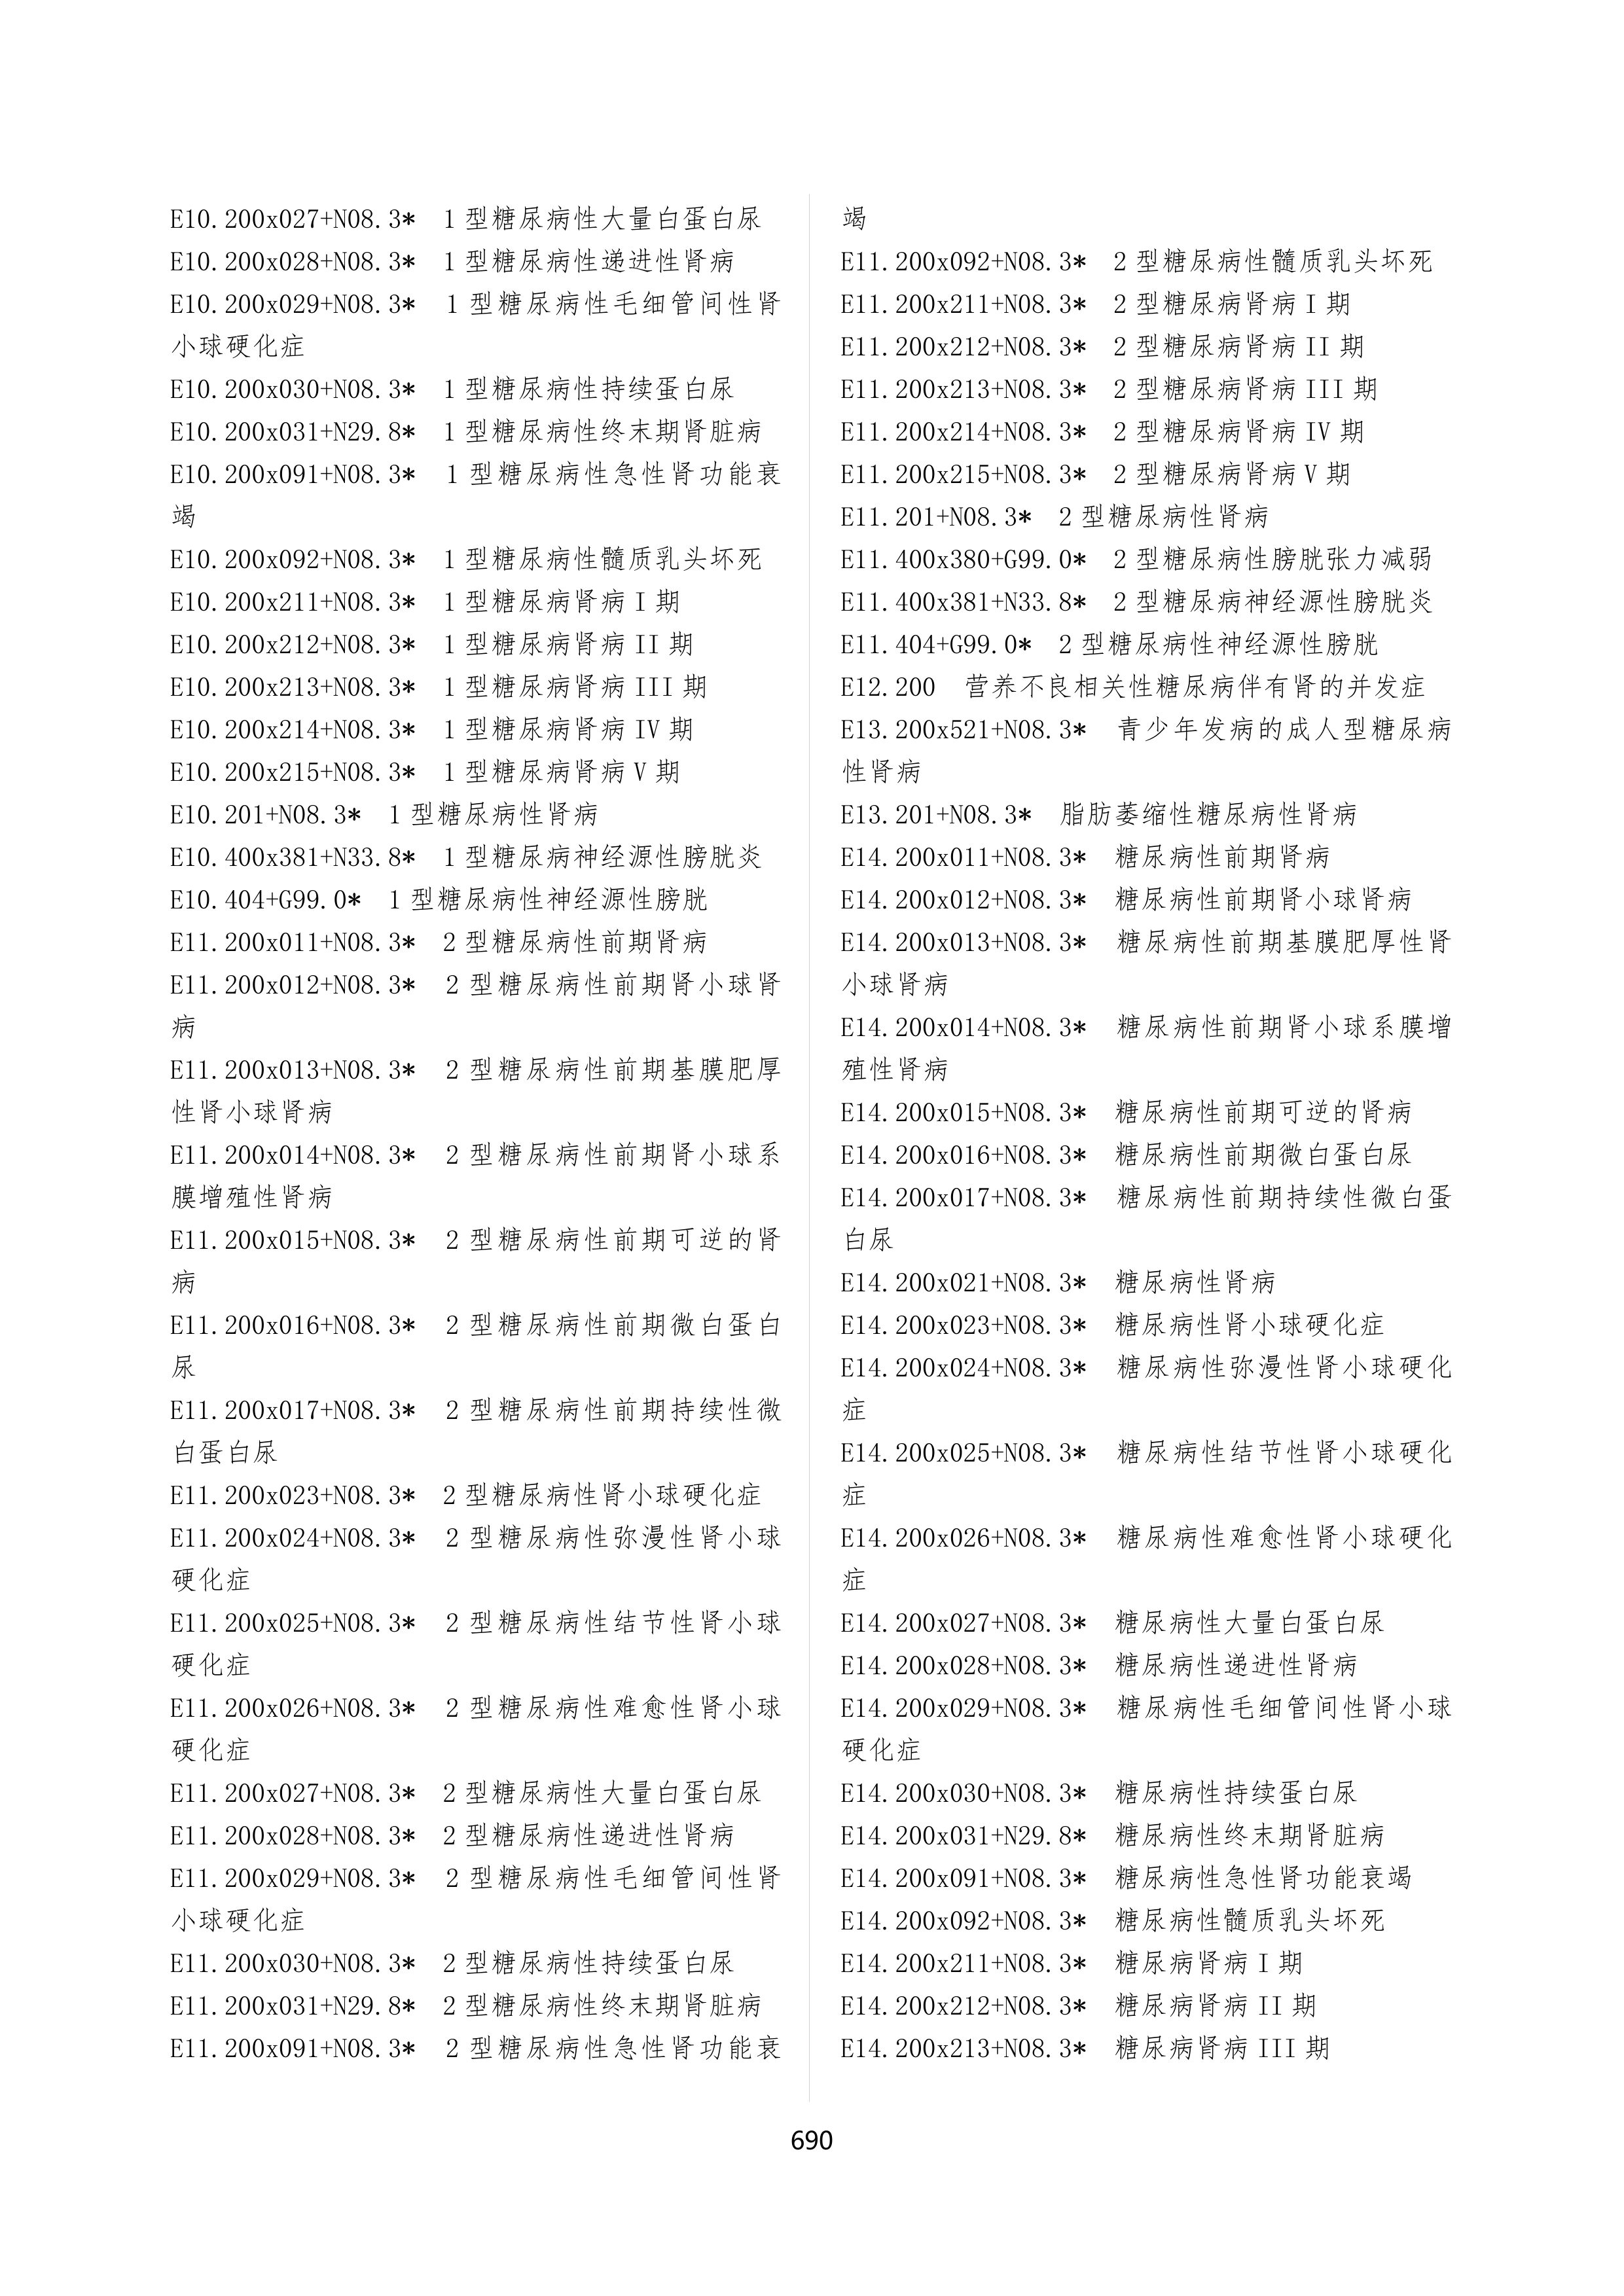 E10.200x027+N08.3* 1型糖尿病性大量白蛋白尿
E10.200x028+N08.3* 1型糖尿病性递进性肾病
E10.200x029+N08.3* 1型糖尿病性毛细管间性肾
小球硬化症
E10.200x030+N08.3* 1型糖尿病性持续蛋白尿
E10.200x031+N29.8* 1型糖尿病性终末期肾脏病
E10.200x091+N08.3* 1型糖尿病性急性肾功能衰
竭
E10.200x092+N08.3* 1型糖尿病性髓质乳头坏死
E10.200x211+N08.3* 1型糖尿病肾病I期
E10.200x212+N08.3* 1型糖尿病肾病II期
E10.200x213+N08.3* 1型糖尿病肾病III期
E10.200x214+N08.3* 1型糖尿病肾病IV期
E10.200x215+N08.3* 1型糖尿病肾病V期
E10.201+N08.3* 1型糖尿病性肾病
E10.400x381+N33.8* 1型糖尿病神经源性膀胱炎
E10.404+G99.0* 1型糖尿病性神经源性膀胱
E11.200x011+N08.3* 2型糖尿病性前期肾病
E11.200x012+N08.3* 2型糖尿病性前期肾小球肾
病
E11.200x013+N08.3* 2型糖尿病性前期基膜肥厚
性肾小球肾病
E11.200x014+N08.3* 2型糖尿病性前期肾小球系
膜增殖性肾病
E11.200x015+N08.3* 2型糖尿病性前期可逆的肾
病
E11.200x016+N08.3* 2型糖尿病性前期微白蛋白
尿
E11.200x017+N08.3* 2型糖尿病性前期持续性微
白蛋白尿
E11.200x023+N08.3* 2型糖尿病性肾小球硬化症
E11.200x024+N08.3* 2型糖尿病性弥漫性肾小球
硬化症
E11.200x025+N08.3* 2型糖尿病性结节性肾小球
硬化症
E11.200x026+N08.3* 2型糖尿病性难愈性肾小球
硬化症
E11.200x027+N08.3* 2型糖尿病性大量白蛋白尿
E11.200x028+N08.3* 2型糖尿病性递进性肾病
E11.200x029+N08.3* 2型糖尿病性毛细管间性肾
小球硬化症
E11.200x030+N08.3* 2型糖尿病性持续蛋白尿
E11.200x031+N29.8* 2型糖尿病性终末期肾脏病
E11.200x091+N08.3* 2型糖尿病性急性肾功能衰
竭
E11.200x092+N08.3* 2型糖尿病性髓质乳头坏死
E11.200x211+N08.3* 2型糖尿病肾病I期
E11.200x212+N08.3* 2型糖尿病肾病II期
E11.200x213+N08.3* 2型糖尿病肾病III期
E11.200x214+N08.3* 2型糖尿病肾病IV期
E11.200x215+N08.3* 2型糖尿病肾病V期
E11.201+N08.3* 2型糖尿病性肾病
E11.400x380+G99.0* 2型糖尿病性膀胱张力减弱
E11.400x381+N33.8* 2型糖尿病神经源性膀胱炎
E11.404+G99.0* 2型糖尿病性神经源性膀胱
E12.200 营养不良相关性糖尿病伴有肾的并发症
E13.200x521+N08.3* 青少年发病的成人型糖尿病
性肾病
E13.201+N08.3* 脂肪萎缩性糖尿病性肾病
E14.200x011+N08.3* 糖尿病性前期肾病
E14.200x012+N08.3* 糖尿病性前期肾小球肾病
E14.200x013+N08.3* 糖尿病性前期基膜肥厚性肾
小球肾病
E14.200x014+N08.3* 糖尿病性前期肾小球系膜增
殖性肾病
E14.200x015+N08.3* 糖尿病性前期可逆的肾病
E14.200x016+N08.3* 糖尿病性前期微白蛋白尿
E14.200x017+N08.3* 糖尿病性前期持续性微白蛋
白尿
E14.200x021+N08.3* 糖尿病性肾病
E14.200x023+N08.3* 糖尿病性肾小球硬化症
E14.200x024+N08.3* 糖尿病性弥漫性肾小球硬化
症
E14.200x025+N08.3* 糖尿病性结节性肾小球硬化
症
E14.200x026+N08.3* 糖尿病性难愈性肾小球硬化
症
E14.200x027+N08.3* 糖尿病性大量白蛋白尿
E14.200x028+N08.3* 糖尿病性递进性肾病
E14.200x029+N08.3* 糖尿病性毛细管间性肾小球
硬化症
E14.200x030+N08.3* 糖尿病性持续蛋白尿
E14.200x031+N29.8* 糖尿病性终末期肾脏病
E14.200x091+N08.3* 糖尿病性急性肾功能衰竭
E14.200x092+N08.3* 糖尿病性髓质乳头坏死
E14.200x211+N08.3* 糖尿病肾病I期
E14.200x212+N08.3* 糖尿病肾病II期
E14.200x213+N08.3* 糖尿病肾病III期
690